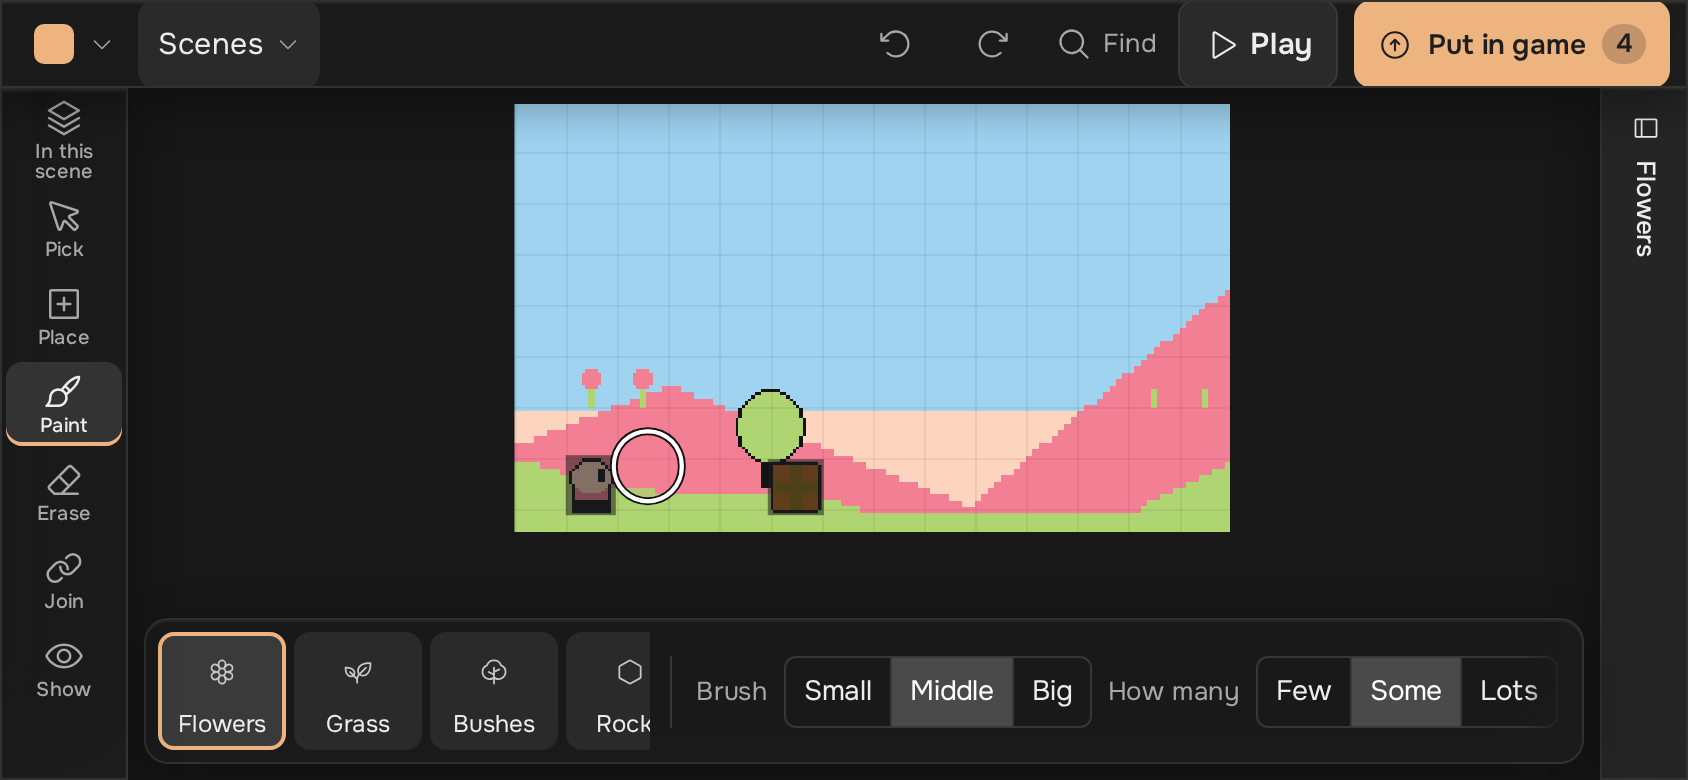 Scenes
Find
Play
Put in game 4
In this
scene
Pick
Place
Paint
Erase
Join
Show
Flowers
Flowers
Grass
Bushes
Rock
Brush
Small
Middle
Big
How many
Few
Some
Lots